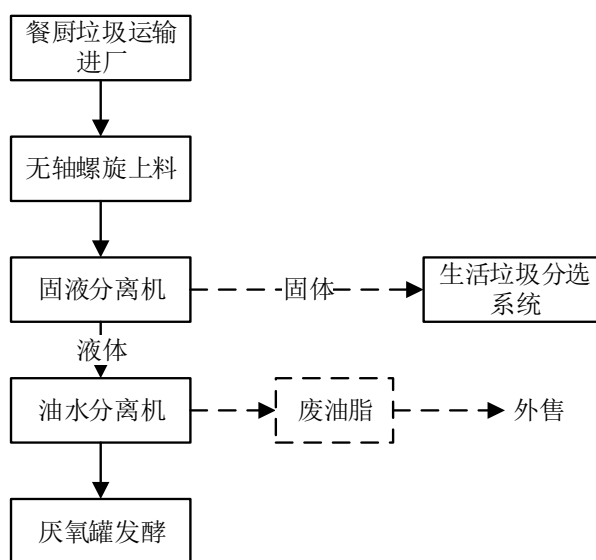 餐厨垃圾运输
进厂
无轴螺旋上料
固液分离机
固体
生活垃圾分选
系统
液体
油水分离机
废油脂
外售
厌氧罐发酵